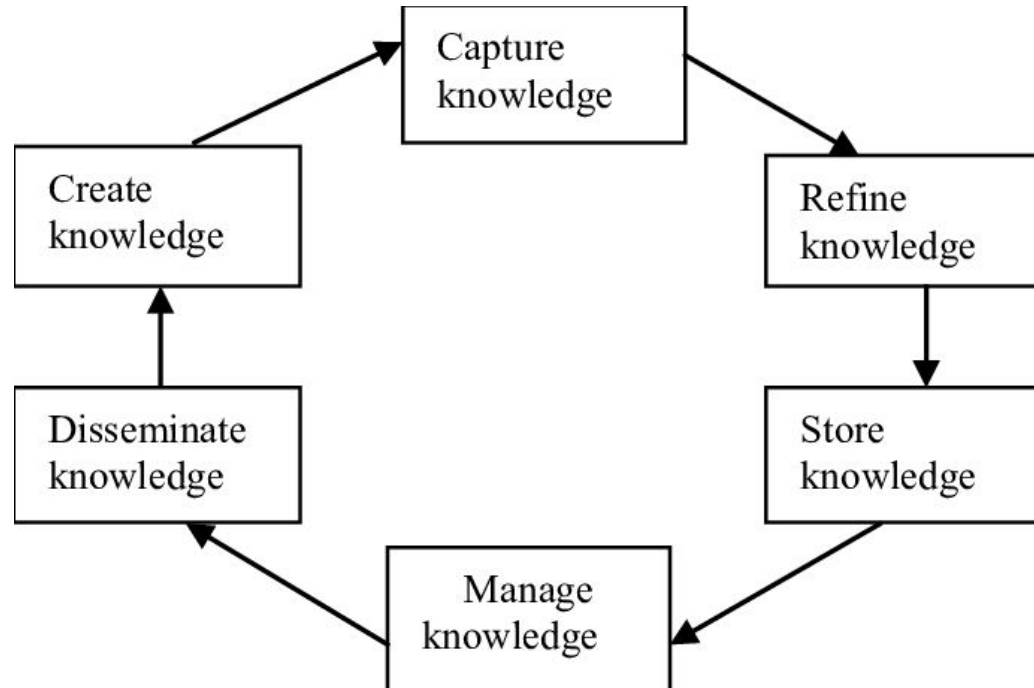 Capture
knowledge
Refine
knowledge
Store
knowledge
Manage
knowledge
Disseminate
knowledge
Create
knowledge